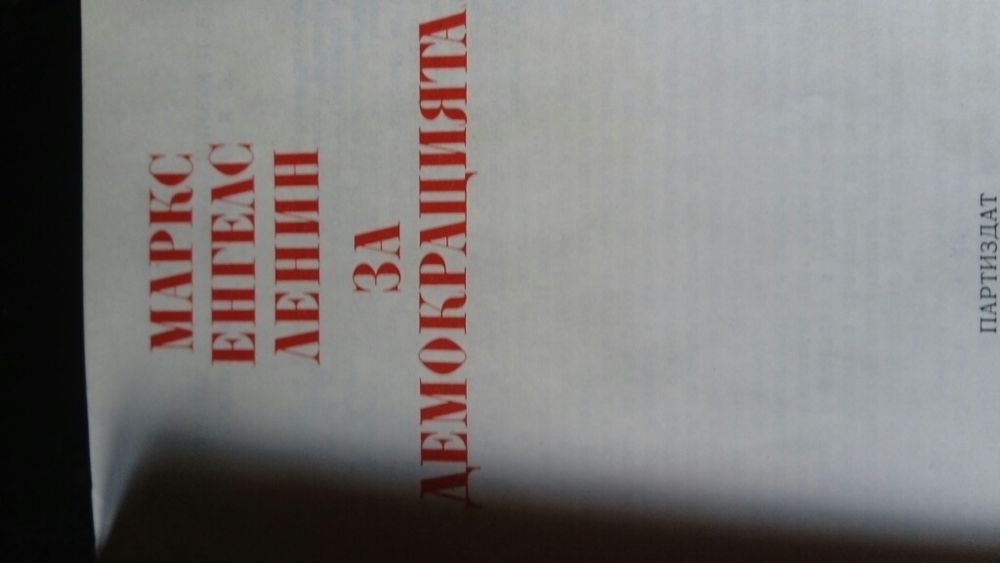 МАРКС
ЕНГЕЛС
ЛЕНИН
ЗА
ДЕМОКРАЦИЯТА
ПАРТИЗДАТ